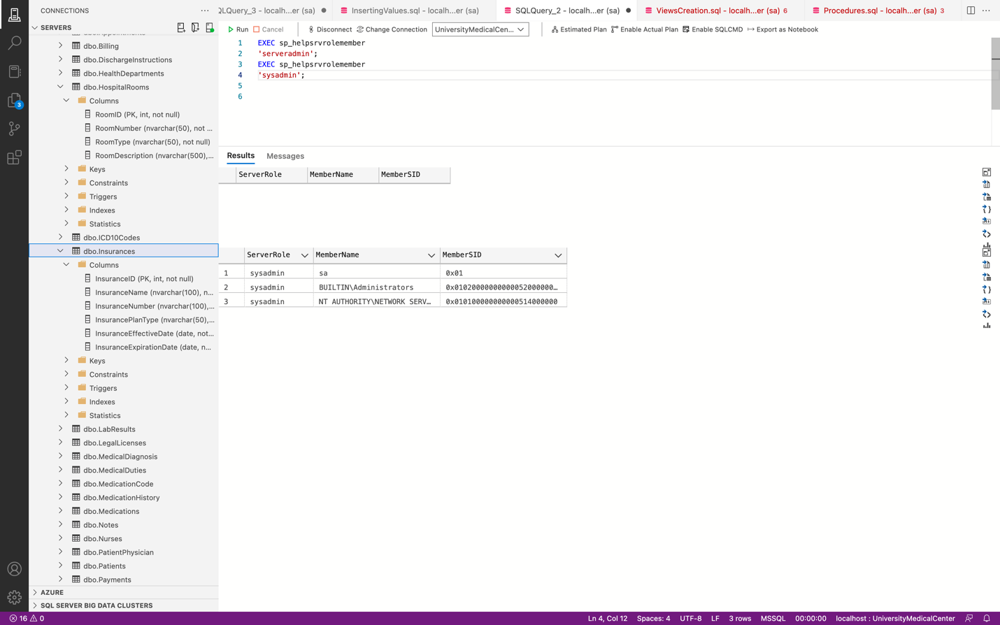 CONNECTIONS
QLQuery_3 - localh...er (sa)
InsertingValues.sql - localh...er (sa)
SQLQuery_2 - localh...er (sa)
ViewsCreation.sql - localh...er (sa) 6
Procedures.sql - localh...er (sa) 3
SERVERS
Run
Cancel
Disconnect
Change Connection
UniversityMedicalCen...
Estimated Plan
Enable Actual Plan
Enable SQLCMD
Export as Notebook
dbo.Appointments
dbo.Billing
dbo.DischargeInstructions
dbo.HealthDepartments
dbo.HospitalRooms
Columns
RoomID (PK, int, not null)
RoomNumber (nvarchar(50), not ...
RoomType (nvarchar(50), not null)
RoomDescription (nvarchar(500),...
Keys
Constraints
Triggers
Indexes
Statistics
dbo.ICD10Codes
dbo.Insurances
Columns
InsuranceID (PK, int, not null)
InsuranceName (nvarchar(100), n...
InsuranceNumber (nvarchar(100),...
InsurancePlanType (nvarchar(50),...
InsuranceEffectiveDate (date, not...
InsuranceExpirationDate (date, n...
Keys
Constraints
Triggers
Indexes
Statistics
dbo.LabResults
dbo.LegalLicenses
dbo.MedicalDiagnosis
dbo.MedicalDuties
dbo.MedicationCode
dbo.MedicationHistory
dbo.Medications
dbo.Notes
dbo.Nurses
dbo.PatientPhysician
dbo.Patients
dbo.Payments
AZURE
SQL SERVER BIG DATA CLUSTERS
3
1 EXEC sp_helpsrvrolemember
2 'serveradmin';
3 EXEC sp_helpsrvrolemember
4 'sysadmin';
5
6
Results Messages
ServerRole MemberName MemberSID
ServerRole MemberName MemberSID
1 sysadmin sa 0x01
2 sysadmin BUILTIN\Administrators 0x01020000000000052000000...
3 sysadmin NT AUTHORITY\NETWORK SERV... 0x010100000000000514000000
16 0
Ln 4, Col 12 Spaces: 4 UTF-8 LF 3 rows MSSQL 00:00:00 localhost : UniversityMedicalCenter